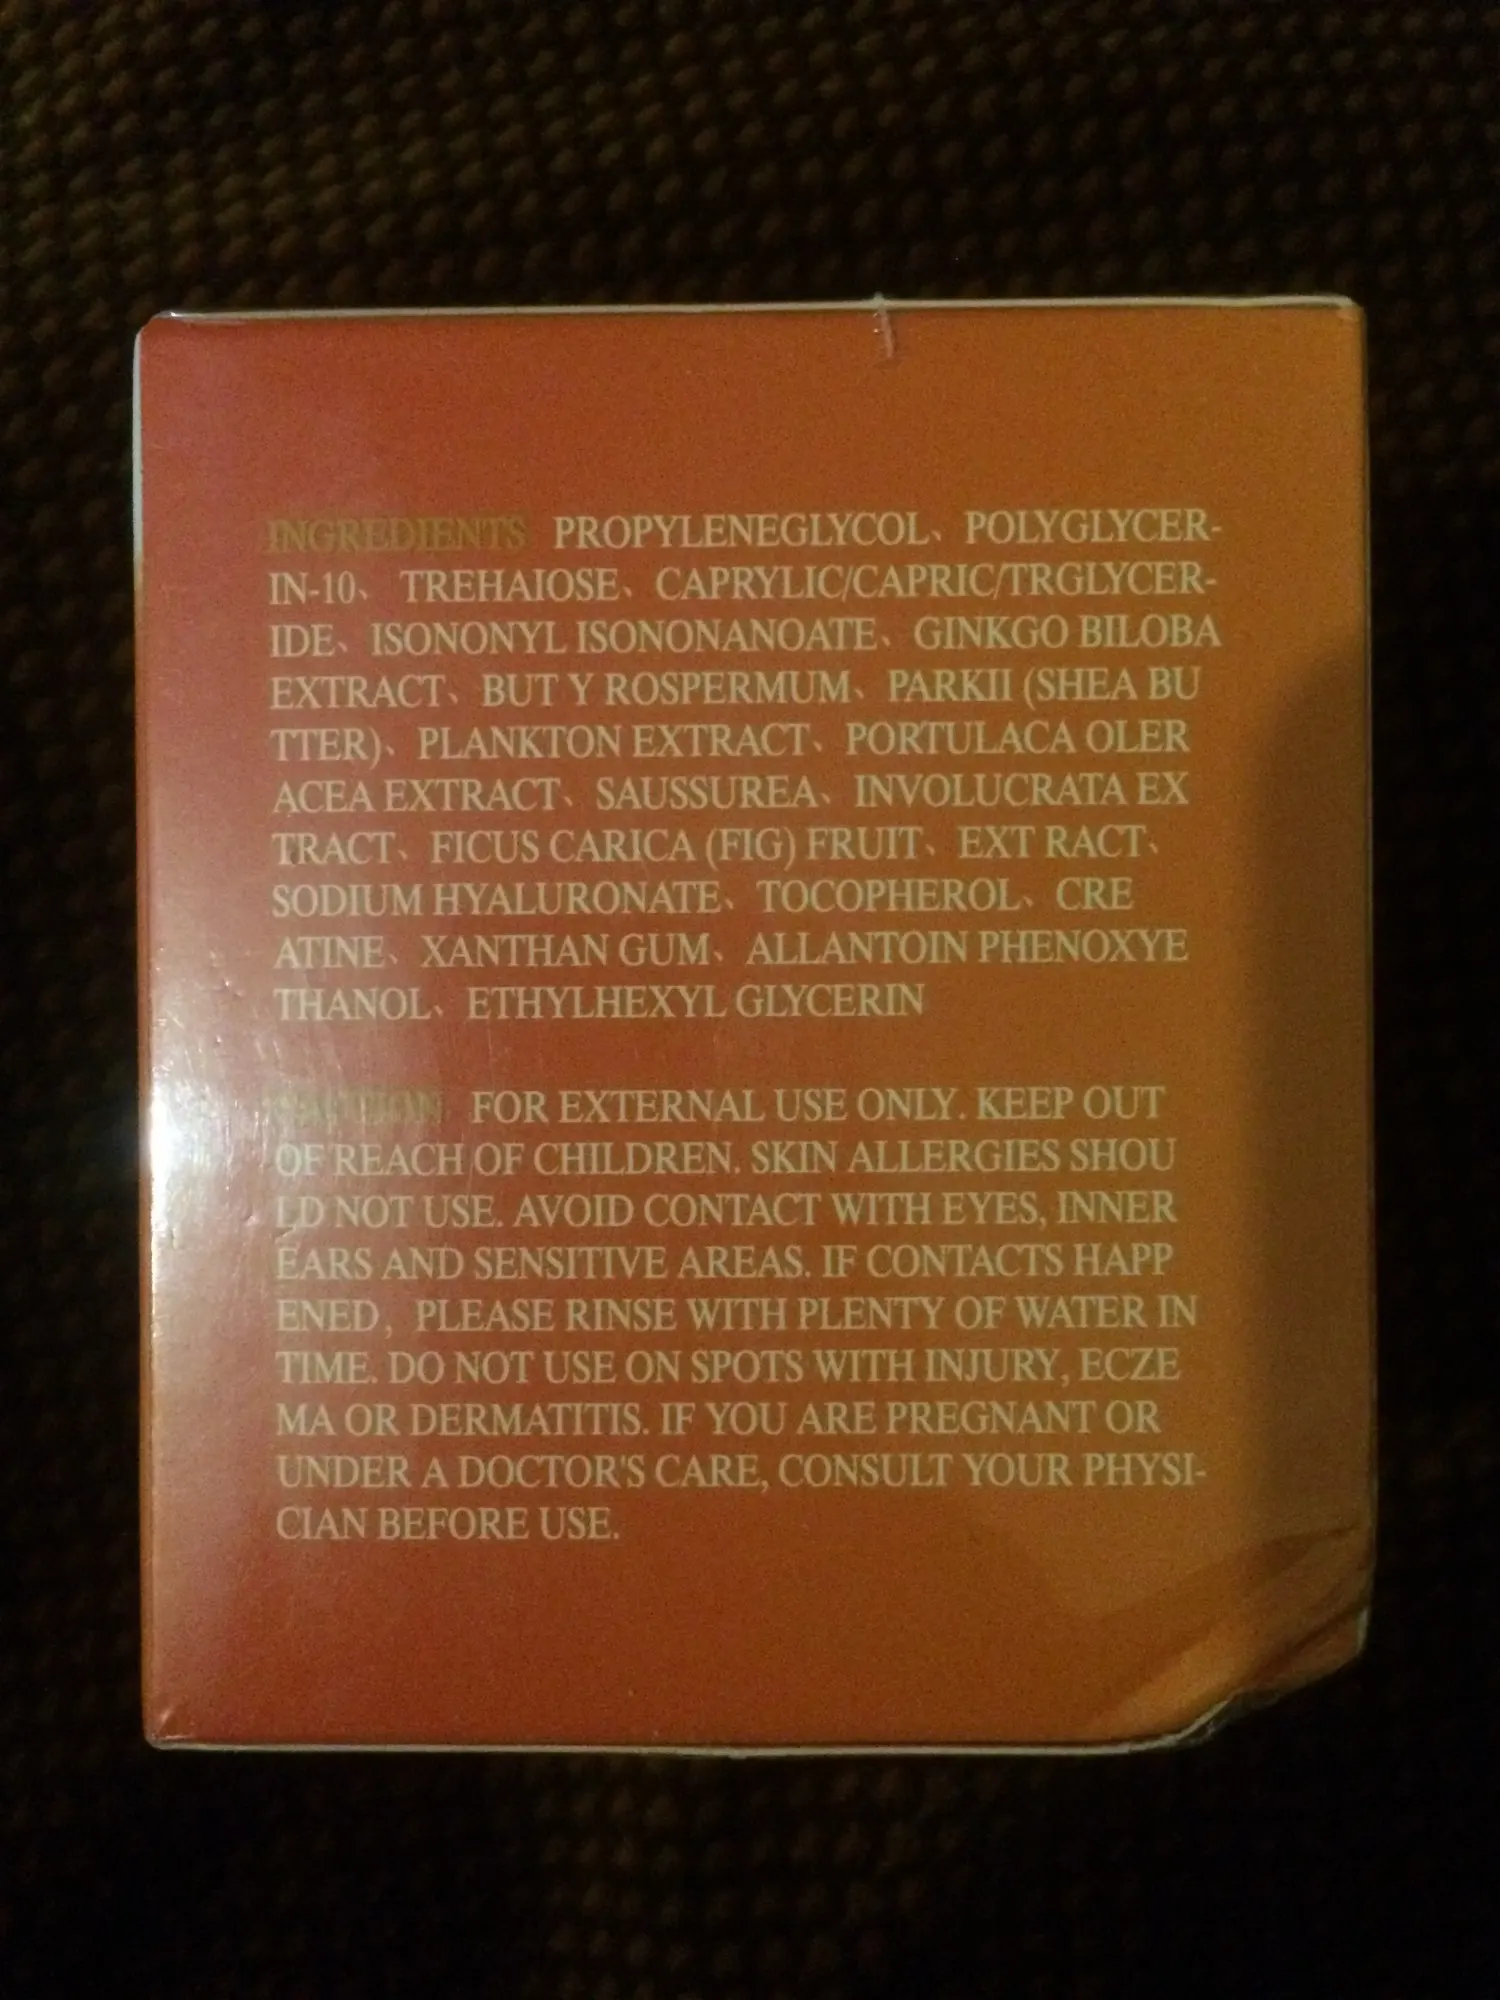 INGREDIENTS PROPYLENEGLYCOL、POLYGLYCER-
IN-10、TREHAIOSE、CAPRYLIC/CAPRIC/TRGLYCER-
IDE、ISONONYL ISONONANOATE、GINKGO BILOBA
EXTRACT、BUT Y ROSPERMUM、PARKII (SHEA BU
TTER)、PLANKTON EXTRACT、PORTULACA OLER
ACEA EXTRACT、SAUSSUREA、INVOLUCRATA EX
TRACT、FICUS CARICA (FIG) FRUIT、EXT RACT、
SODIUM HYALURONATE、TOCOPHEROL、CRE
ATINE、XANTHAN GUM、ALLANTOIN PHENOXYE
THANOL、ETHYLHEXYL GLYCERIN
FOR EXTERNAL USE ONLY. KEEP OUT
OF REACH OF CHILDREN. SKIN ALLERGIES SHOU
LD NOT USE. AVOID CONTACT WITH EYES, INNER
EARS AND SENSITIVE AREAS. IF CONTACTS HAPP
ENED, PLEASE RINSE WITH PLENTY OF WATER IN
TIME. DO NOT USE ON SPOTS WITH INJURY, ECZE
MA OR DERMATITIS. IF YOU ARE PREGNANT OR
UNDER A DOCTOR'S CARE, CONSULT YOUR PHYSI-
CIAN BEFORE USE.